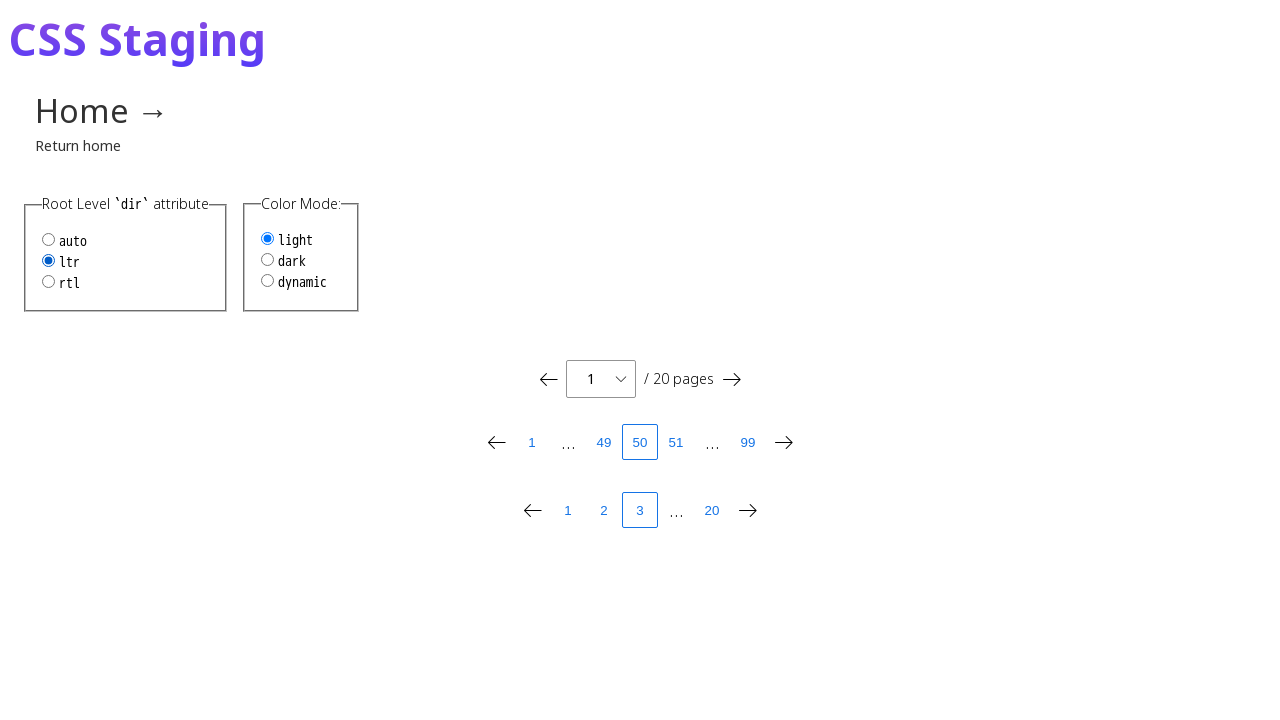 CSS Staging
Home →
Return home
Root Level `dir` attribute
auto
ltr
rtl
Color Mode:
light
dark
dynamic
1 / 20 pages
1 … 49 50 51 … 99
1 2 3 … 20